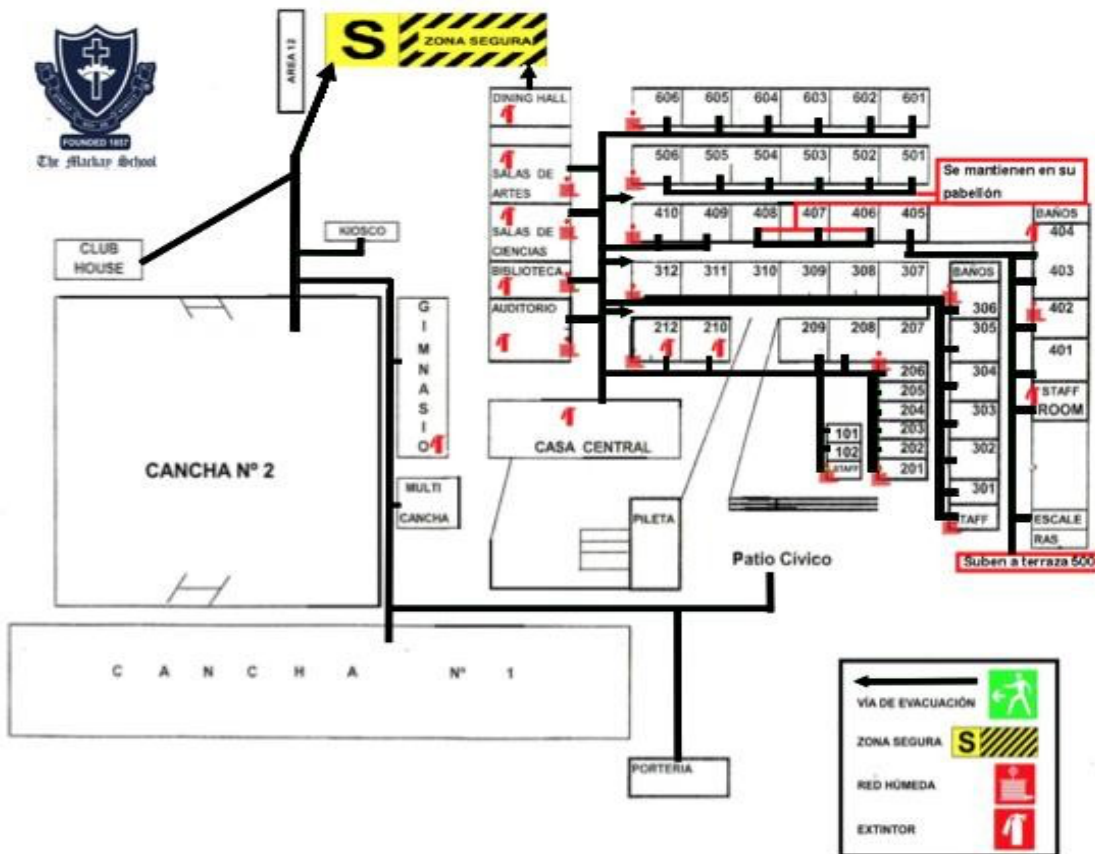 FOUNDED 1857
The Mackay School
AREA 12
S ZONA SEGURA
DINING HALL
SALAS DE
ARTES
SALAS DE
CIENCIAS
BIBLIOTECA
AUDITORIO
606 605 604 603 602 601
506 505 504 503 502 501
Se mantienen en su
pabellón
410 409 408 407 406 405
312 311 310 309 308 307
212 210 209 208 207
206
205
204
203
202
201
101
102
STAFF
BAÑOS
306
305
304
303
302
301
TAFF
BAÑOS
404
403
402
401
STAFF
ROOM
ESCALE
RAS
Suben a terraza 500
CLUB
HOUSE
KIOSCO
GIMNASIO
MULTI
CANCHA
CANCHA Nº 2
CASA CENTRAL
PILETA
Patio Cívico
CANCHA Nº 1
PORTERIA
VÍA DE EVACUACIÓN
ZONA SEGURA S
RED HÚMEDA
EXTINTOR